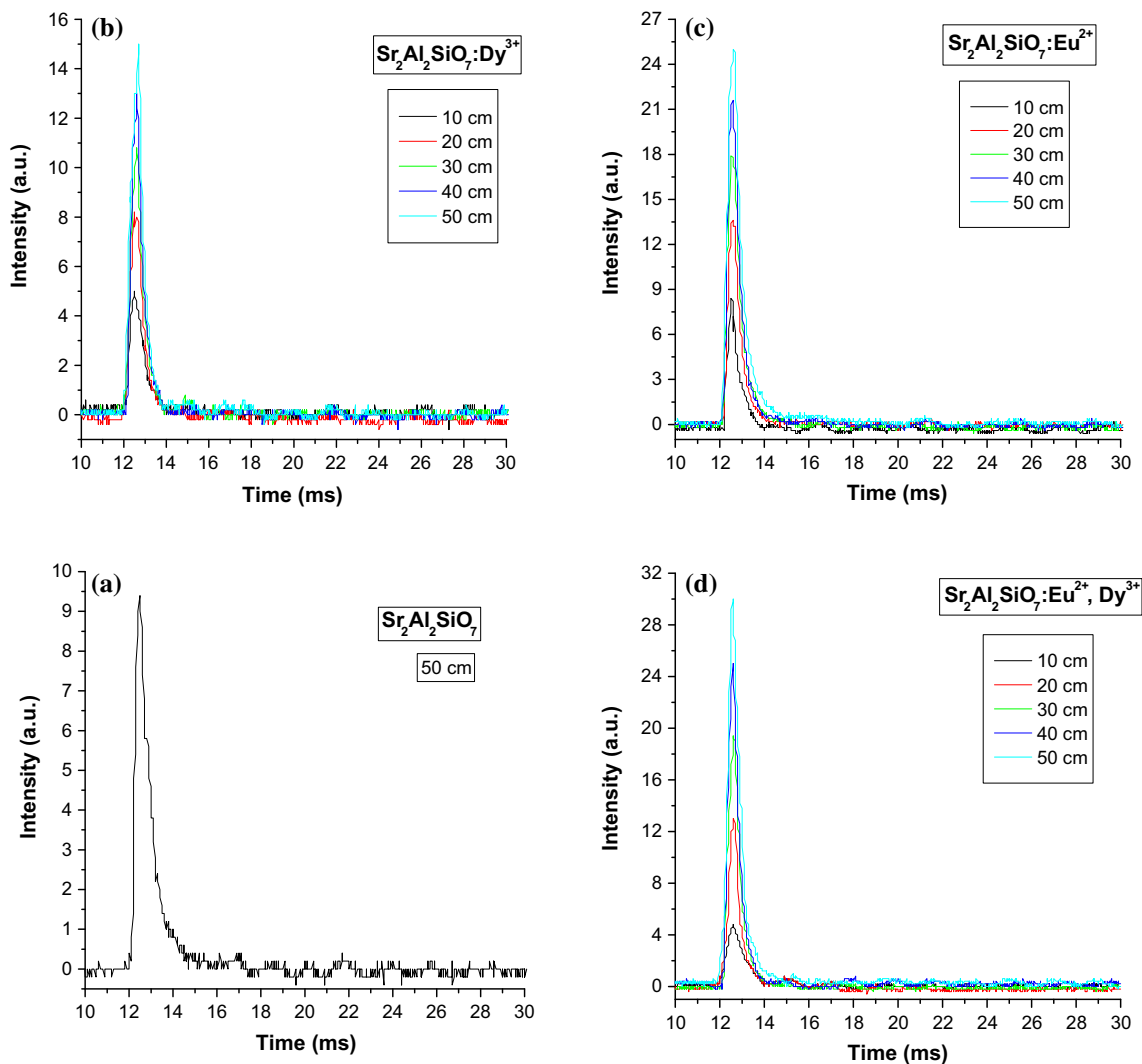 (b)
Sr₂Al₂SiO₇:Dy³⁺
10 cm
20 cm
30 cm
40 cm
50 cm
16
14
12
10
8
6
4
2
0
Intensity (a.u.)
10 12 14 16 18 20 22 24 26 28 30
Time (ms)
(c)
Sr₂Al₂SiO₇:Eu²⁺
10 cm
20 cm
30 cm
40 cm
50 cm
27
24
21
18
15
12
9
6
3
0
Intensity (a.u.)
10 12 14 16 18 20 22 24 26 28 30
Time (ms)
(a)
Sr₂Al₂SiO₇
50 cm
10
9
8
7
6
5
4
3
2
1
0
Intensity (a.u.)
10 12 14 16 18 20 22 24 26 28 30
Time (ms)
(d)
Sr₂Al₂SiO₇:Eu²⁺, Dy³⁺
10 cm
20 cm
30 cm
40 cm
50 cm
32
28
24
20
16
12
8
4
0
Intensity (a.u.)
10 12 14 16 18 20 22 24 26 28 30
Time (ms)